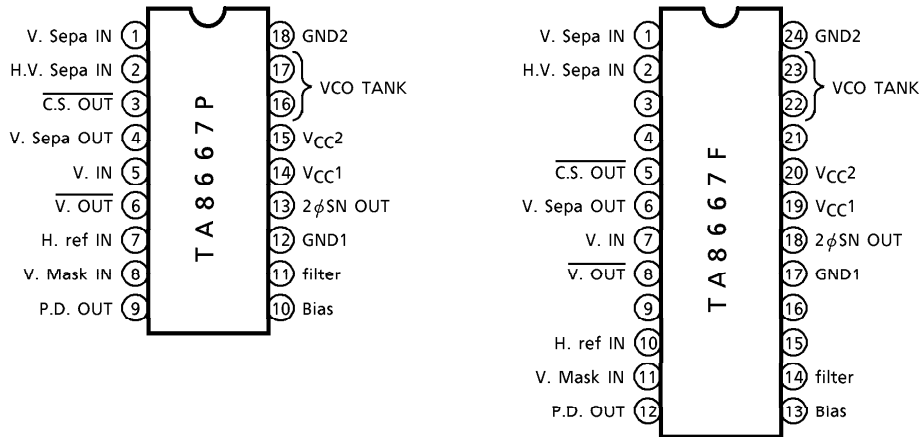 V. Sepa IN 1 18 GND2
H.V. Sepa IN 2 17
C.S. OUT 3 16
VCO TANK
V. Sepa OUT 4 15 VCC2
V. IN 5 14 VCC1
V. OUT 6 13 2ϕSN OUT
H. ref IN 7 12 GND1
V. Mask IN 8 11 filter
P.D. OUT 9 10 Bias
TA8667P
V. Sepa IN 1 24 GND2
H.V. Sepa IN 2 23
3 22
VCO TANK
4 21
C.S. OUT 5 20 VCC2
V. Sepa OUT 6 19 VCC1
V. IN 7 18 2ϕSN OUT
V. OUT 8 17 GND1
9 16
H. ref IN 10 15
V. Mask IN 11 14 filter
P.D. OUT 12 13 Bias
TA8667F